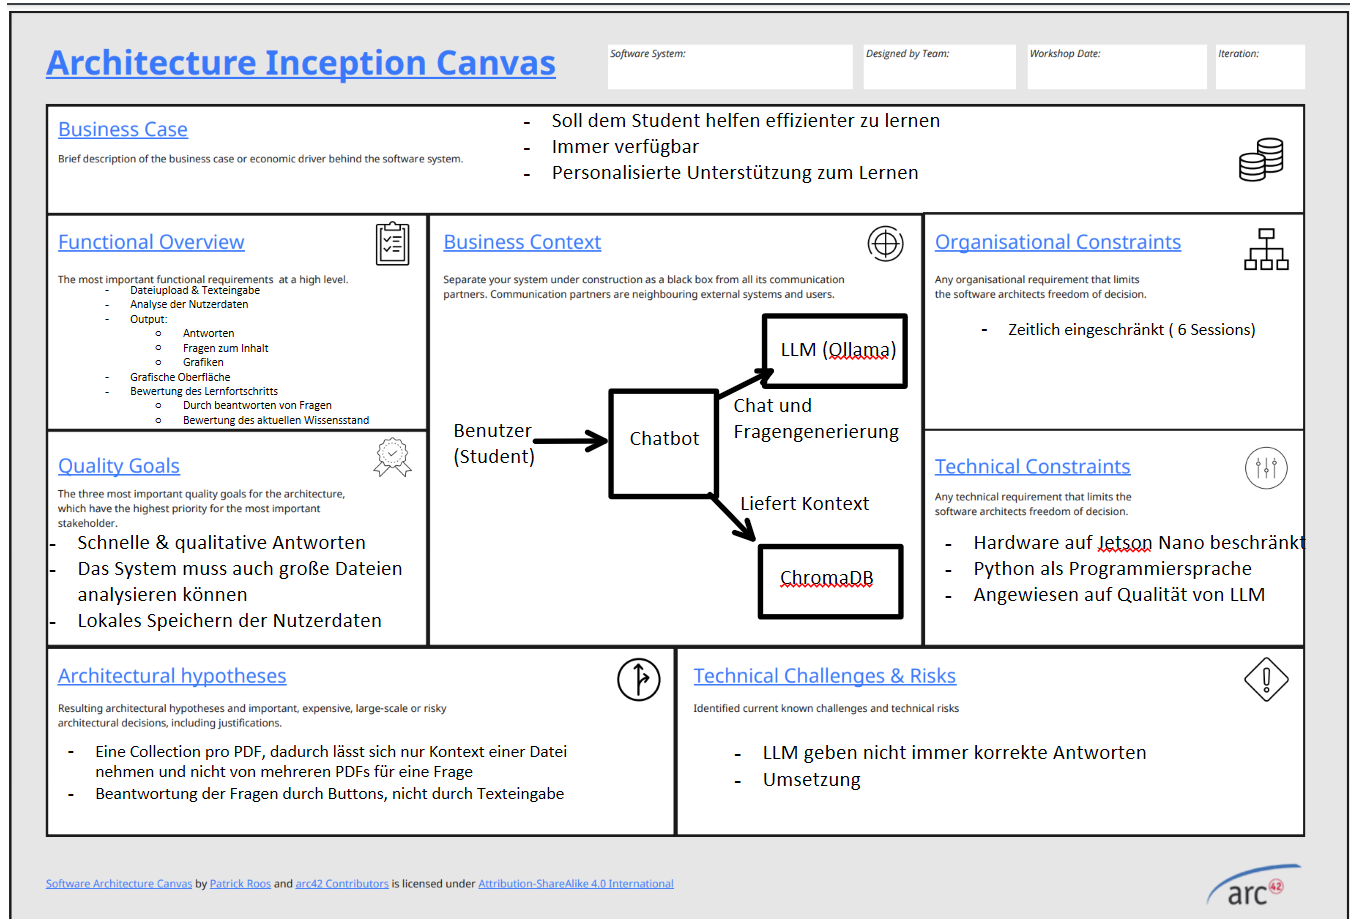 Architecture Inception Canvas
Software System:
Designed by Team:
Workshop Date:
Iteration:
Business Case
Brief description of the business case or economic driver behind the software system.
- Soll dem Student helfen effizienter zu lernen
- Immer verfügbar
- Personalisierte Unterstützung zum Lernen
Functional Overview
The most important functional requirements at a high level.
- Dateiupload & Texteingabe
- Analyse der Nutzerdaten
- Output:
o Antworten
o Fragen zum Inhalt
o Grafiken
- Grafische Oberfläche
- Bewertung des Lernfortschritts
o Durch beantworten von Fragen
o Bewertung des aktuellen Wissensstand
Business Context
Separate your system under construction as a black box from all its communication
partners. Communication partners are neighbouring external systems and users.
LLM (Ollama)
Chat und
Fragengenerierung
Benutzer
(Student)
Chatbot
Liefert Kontext
ChromaDB
Organisational Constraints
Any organisational requirement that limits
the software architects freedom of decision.
- Zeitlich eingeschränkt ( 6 Sessions)
Quality Goals
The three most important quality goals for the architecture,
which have the highest priority for the most important
stakeholder.
- Schnelle & qualitative Antworten
- Das System muss auch große Dateien
analysieren können
- Lokales Speichern der Nutzerdaten
Technical Constraints
Any technical requirement that limits the
software architects freedom of decision.
- Hardware auf Jetson Nano beschränkt
- Python als Programmiersprache
- Angewiesen auf Qualität von LLM
Architectural hypotheses
Resulting architectural hypotheses and important, expensive, large-scale or risky
architectural decisions, including justifications.
- Eine Collection pro PDF, dadurch lässt sich nur Kontext einer Datei
nehmen und nicht von mehreren PDFs für eine Frage
- Beantwortung der Fragen durch Buttons, nicht durch Texteingabe
Technical Challenges & Risks
Identified current known challenges and technical risks
- LLM geben nicht immer korrekte Antworten
- Umsetzung
Software Architecture Canvas by Patrick Roos and arc42 Contributors is licensed under Attribution-ShareAlike 4.0 International
arc42